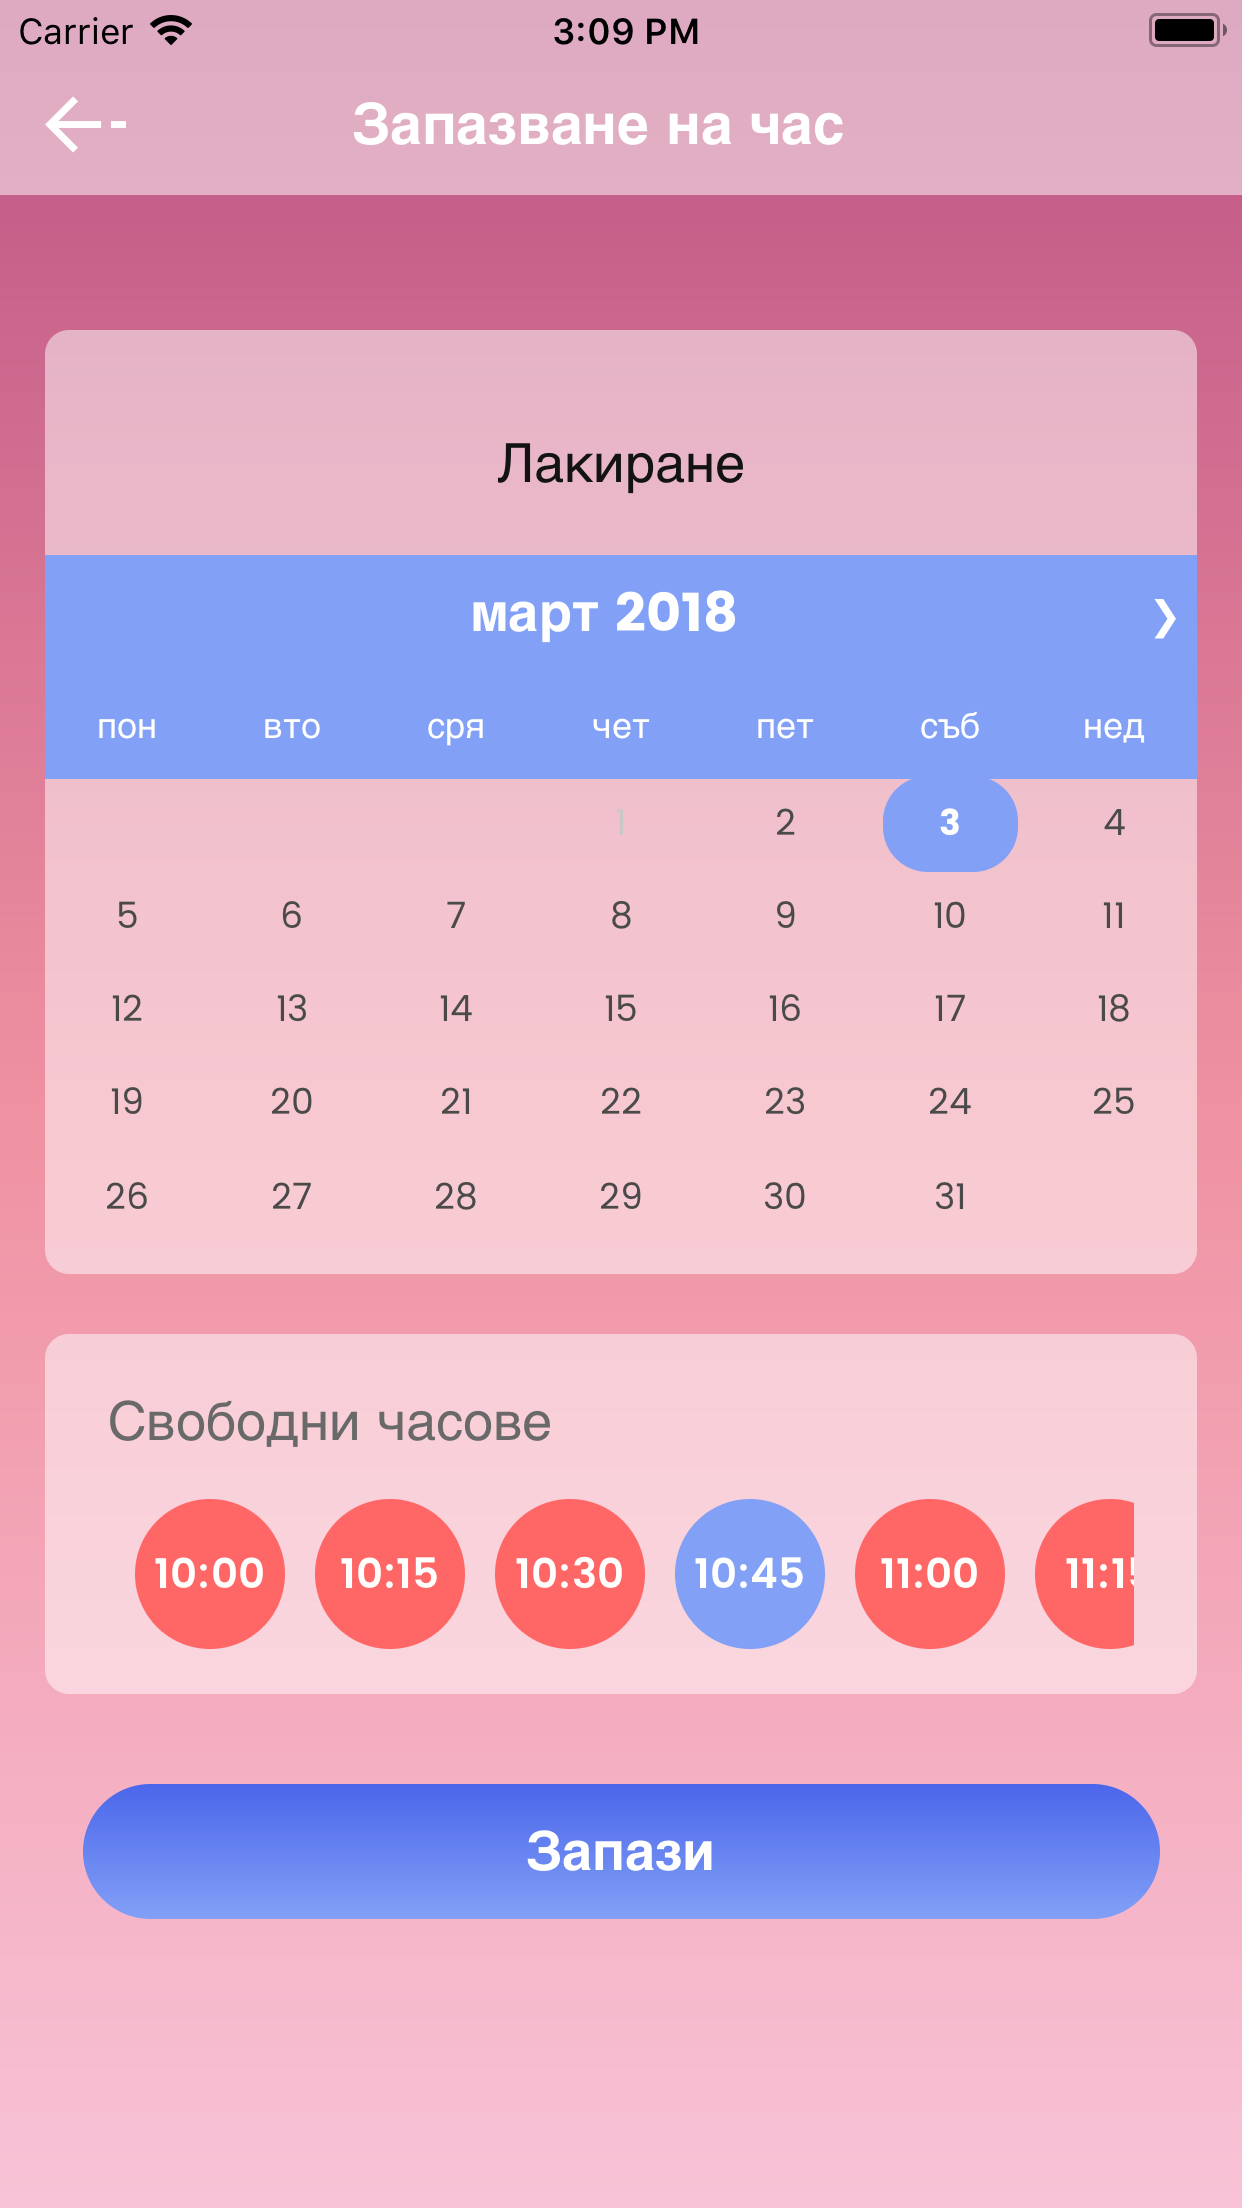 Carrier 3:09 PM
Запазване на час
Лакиране
март 2018
пон вто сря чет пет съб нед
1 2 3 4
5 6 7 8 9 10 11
12 13 14 15 16 17 18
19 20 21 22 23 24 25
26 27 28 29 30 31
Свободни часове
10:00 10:15 10:30 10:45 11:00 11:15
Запази